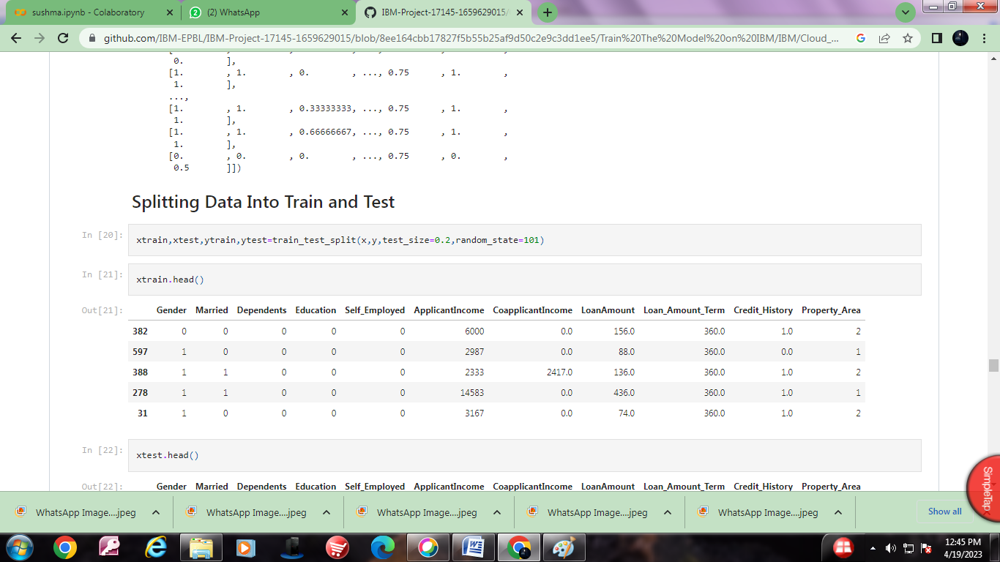 sushma.ipynb - Colaboratory
(2) WhatsApp
IBM-Project-17145-1659629015/
github.com/IBM-EPBL/IBM-Project-17145-1659629015/blob/8ee164cbb17827f5b55b25af9d50c2e9c3dd1ee5/Train%20The%20Model%20on%20IBM/IBM/Cloud_...
0. ],
[1. , 1. , 0. , ..., 0.75 , 1. ,
1. ],
...,
[1. , 1. , 0.33333333, ..., 0.75 , 1. ,
1. ],
[1. , 1. , 0.66666667, ..., 0.75 , 1. ,
1. ],
[0. , 0. , 0. , ..., 0.75 , 0. ,
0.5 ]])
Splitting Data Into Train and Test
In [20]: xtrain,xtest,ytrain,ytest=train_test_split(x,y,test_size=0.2,random_state=101)
In [21]: xtrain.head()
Out[21]: Gender Married Dependents Education Self_Employed ApplicantIncome CoapplicantIncome LoanAmount Loan_Amount_Term Credit_History Property_Area
382 0 0 0 0 0 6000 0.0 156.0 360.0 1.0 2
597 1 0 0 0 0 2987 0.0 88.0 360.0 0.0 1
388 1 1 0 0 0 2333 2417.0 136.0 360.0 1.0 2
278 1 1 0 0 0 14583 0.0 436.0 360.0 1.0 1
31 1 0 0 0 0 3167 0.0 74.0 360.0 1.0 2
In [22]: xtest.head()
Out[22]: Gender Married Dependents Education Self_Employed ApplicantIncome CoapplicantIncome LoanAmount Loan_Amount_Term Credit_History Property_Area
SimpleTap
WhatsApp Image....jpeg WhatsApp Image....jpeg WhatsApp Image....jpeg WhatsApp Image....jpeg WhatsApp Image....jpeg Show all
12:45 PM
4/19/2023